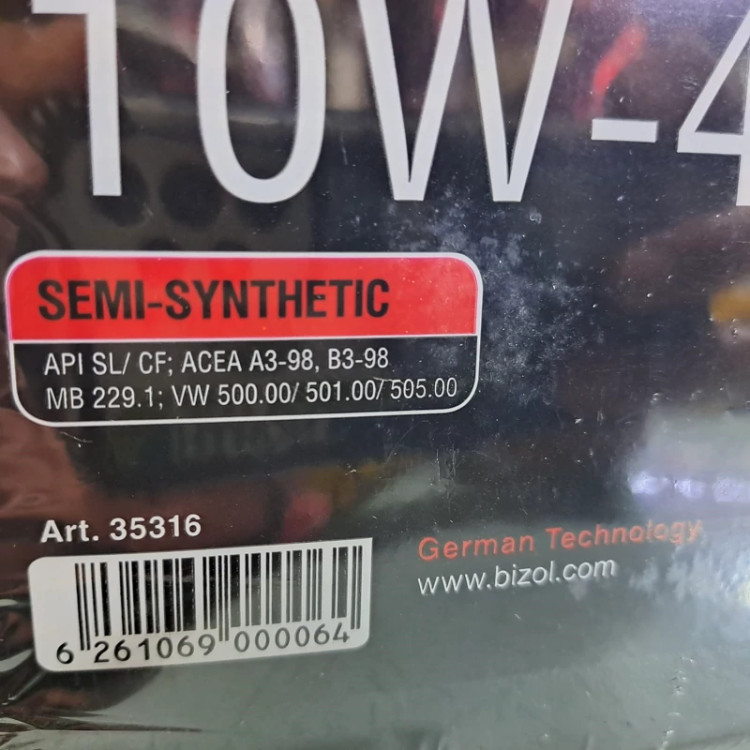 10W-4
SEMI-SYNTHETIC
API SL/ CF; ACEA A3-98, B3-98
MB 229.1; VW 500.00/ 501.00/ 505.00
Art. 35316
German Technology
www.bizol.com
6 261069 000064